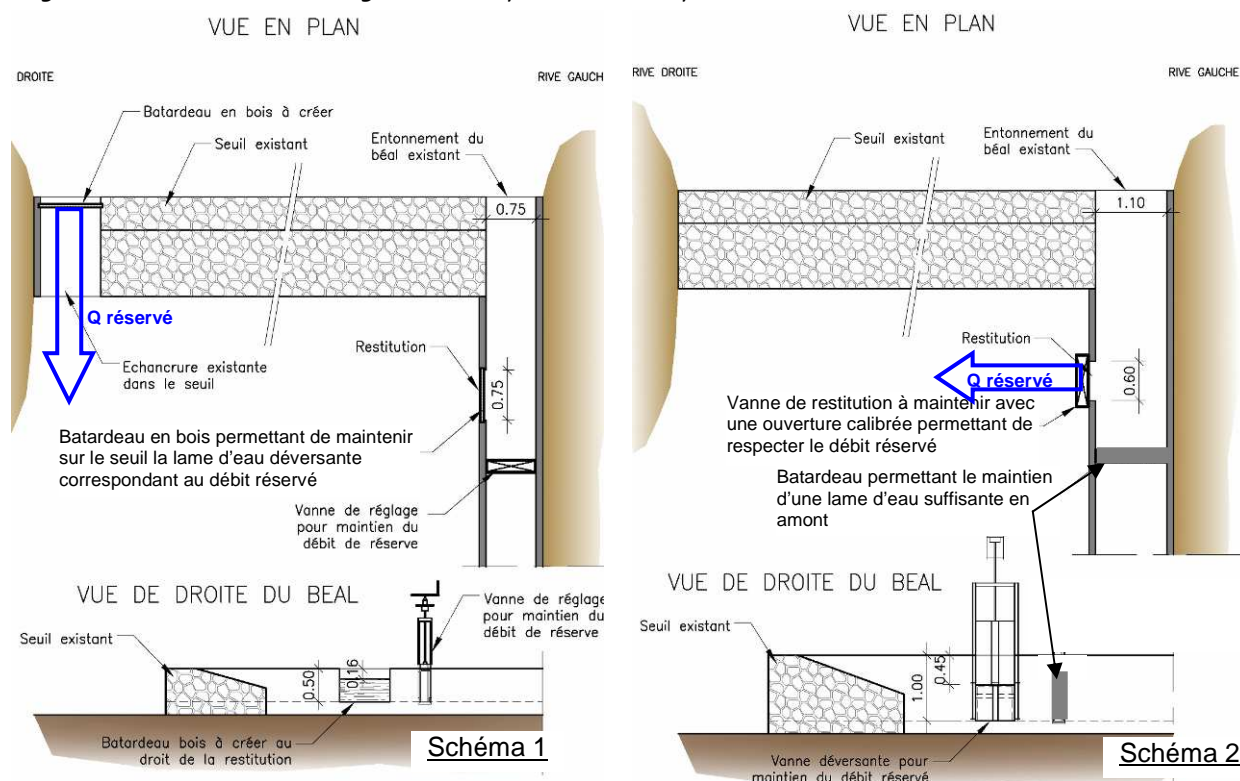 VUE EN PLAN
DROITE
RIVE GAUCH
Batardeau en bois à créer
Seuil existant
Entonnement du
béal existant
0.75
Q réservé
Echancrure existante
dans le seuil
Restitution
0.75
Batardeau en bois permettant de maintenir
sur le seuil la lame d'eau déversante
correspondant au débit réservé
Vanne de réglage
pour maintien du
débit de réserve
VUE DE DROITE DU BEAL
Vanne de réglage
pour maintien du
débit de réserve
Seuil existant
0.50
0.16
Batardeau bois à créer au
droit de la restitution
Schéma 1
VUE EN PLAN
RIVE DROITE
RIVE GAUCHE
Seuil existant
Entonnement du
béal existant
1.10
Restitution
Q réservé
0.60
Vanne de restitution à maintenir avec
une ouverture calibrée permettant de
respecter le débit réservé
Batardeau permettant le maintien
d'une lame d'eau suffisante en
amont
VUE DE DROITE DU BEAL
Seuil existant
1.00
0.45
Vanne déversante pour
maintien du débit réservé
Schéma 2